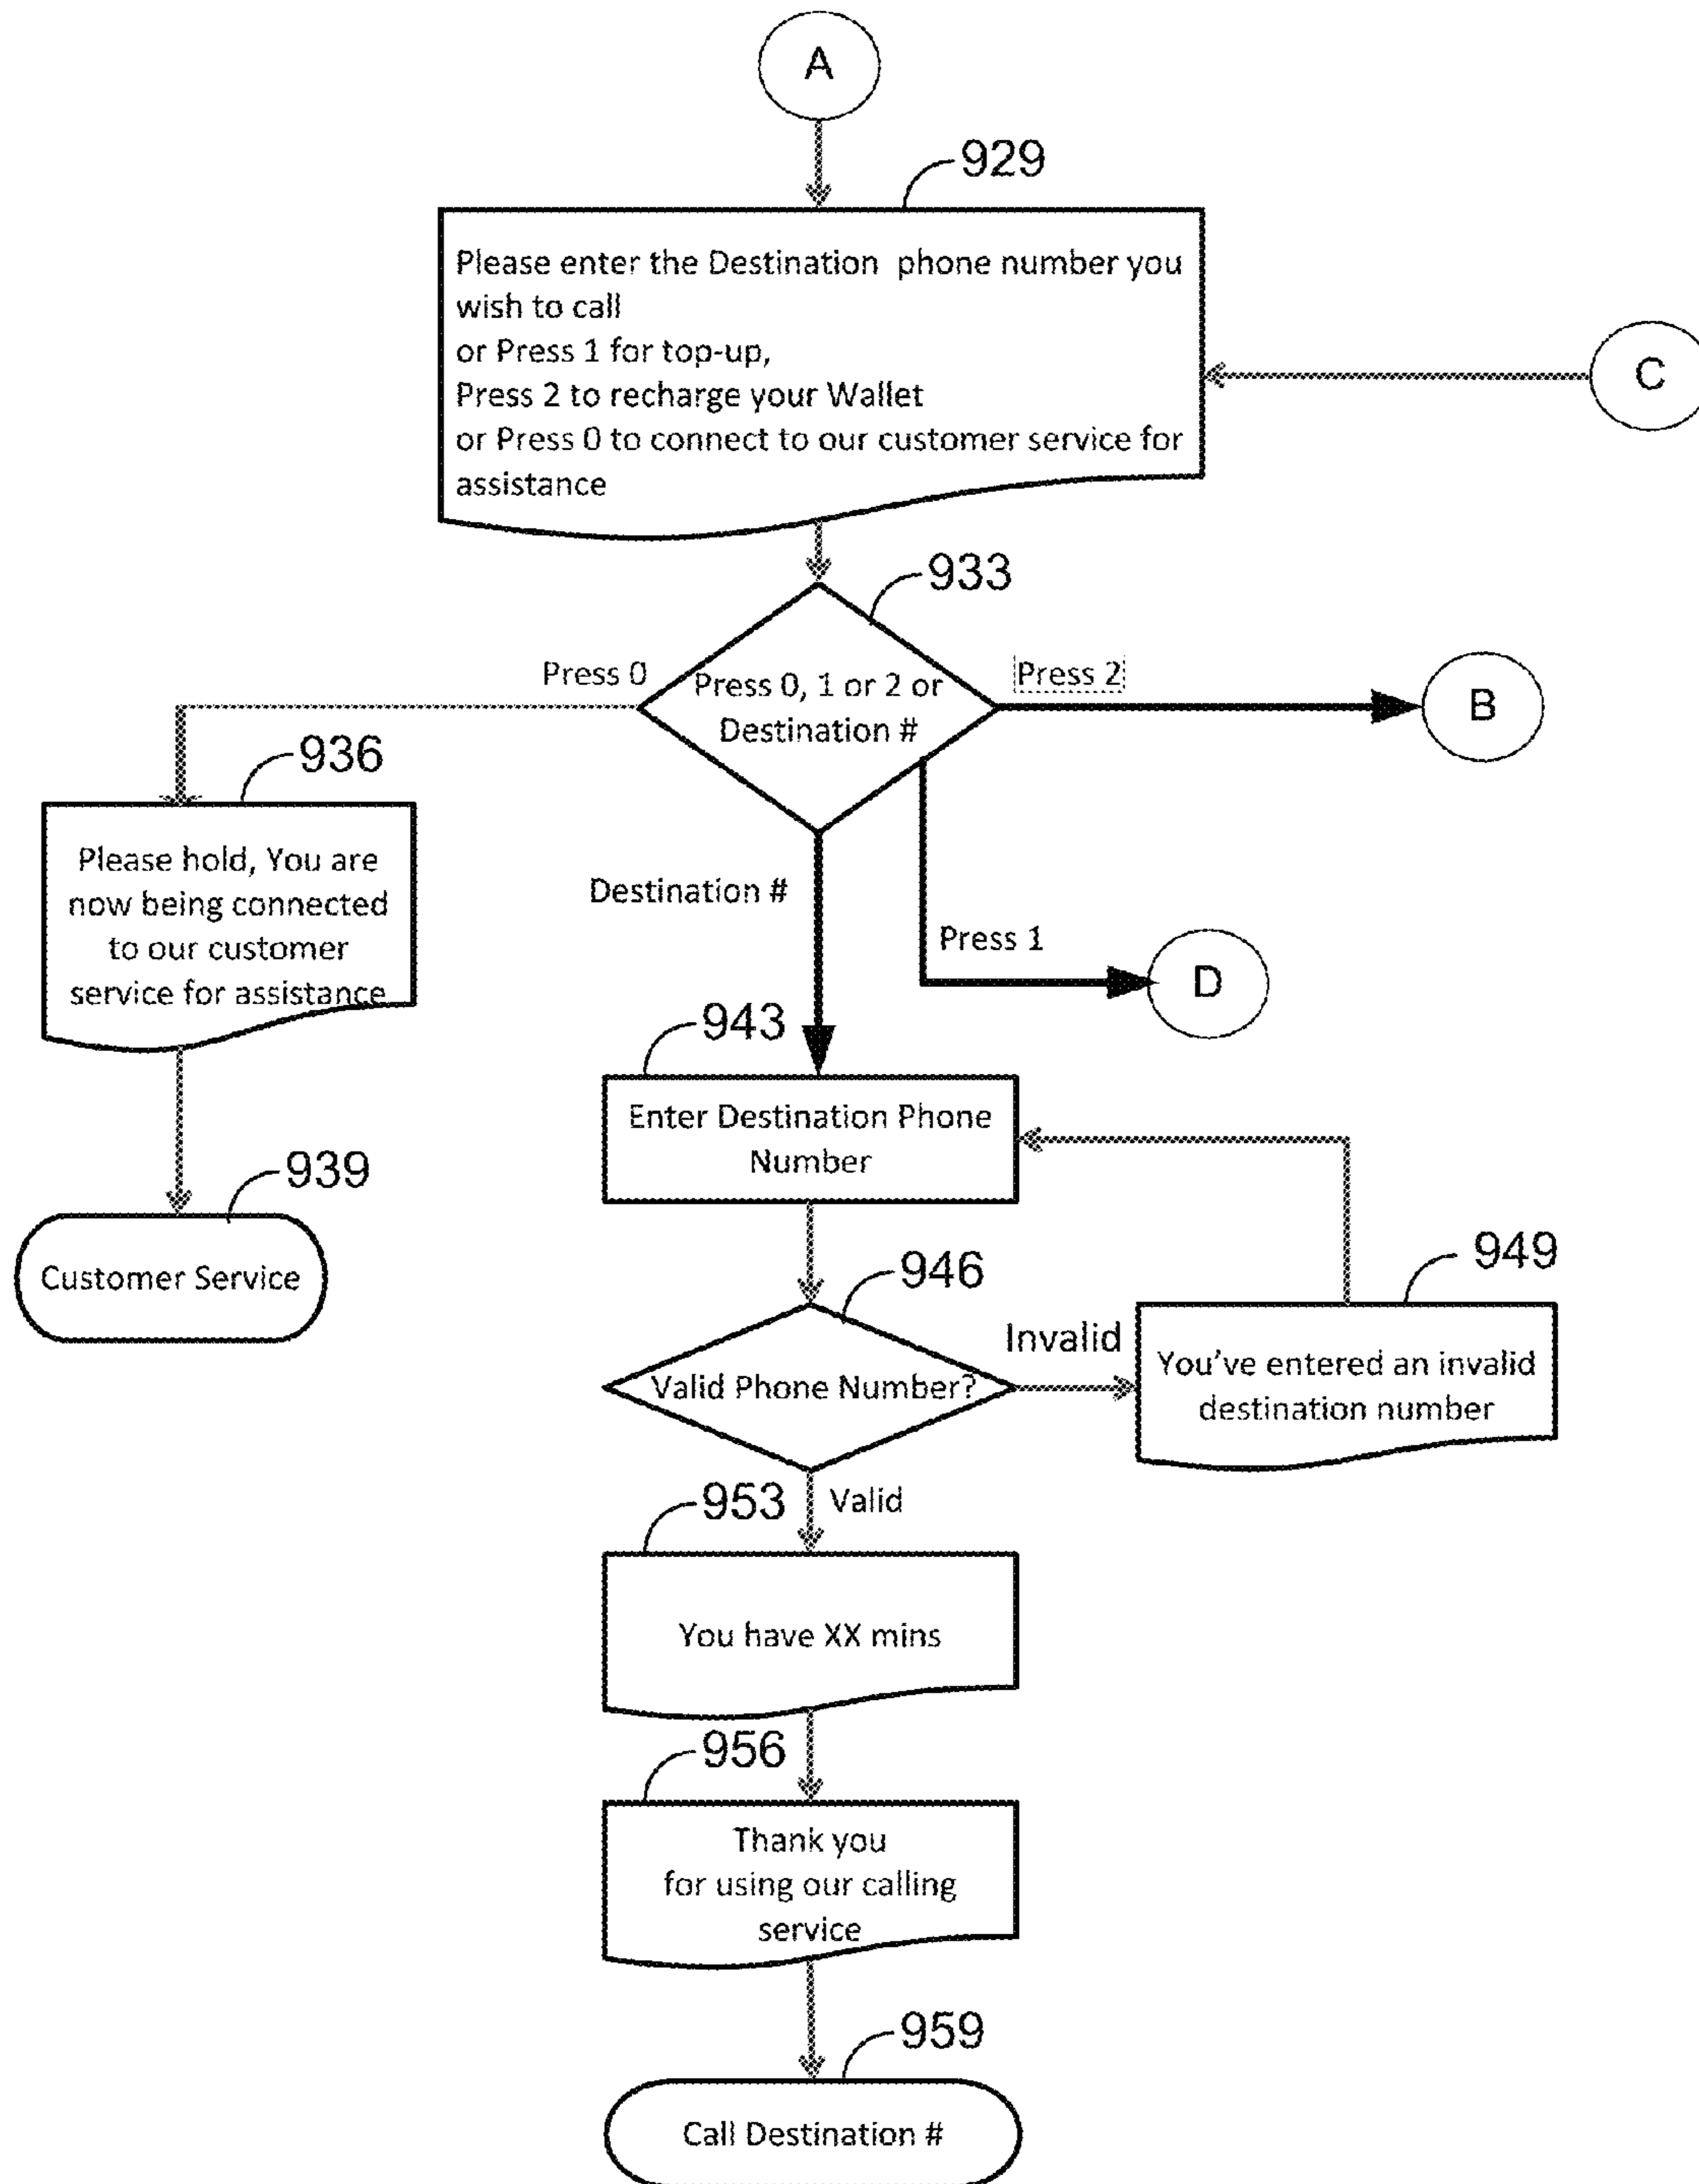 A
929
Please enter the Destination phone number you
wish to call
or Press 1 for top-up,
Press 2 to recharge your Wallet
or Press 0 to connect to our customer service for
assistance
C
933
Press 0
Press 0, 1 or 2 or
Destination #
Press 2
B
936
Please hold, You are
now being connected
to our customer
service for assistance
Destination #
Press 1
D
943
Enter Destination Phone
Number
939
Customer Service
946
Valid Phone Number?
Invalid
949
You've entered an invalid
destination number
953
Valid
You have XX mins
956
Thank you
for using our calling
service
959
Call Destination #